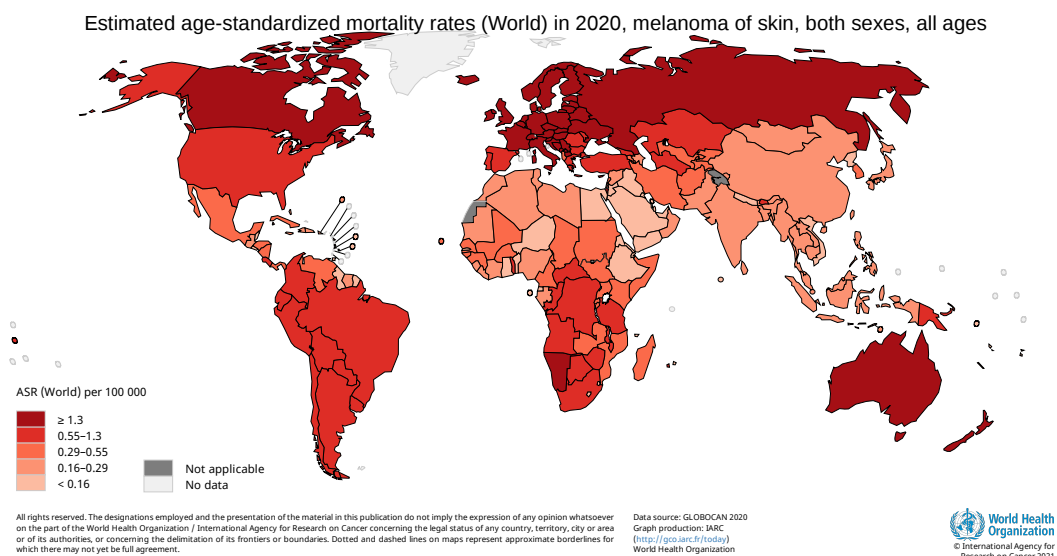 Estimated age-standardized mortality rates (World) in 2020, melanoma of skin, both sexes, all ages
ASR (World) per 100 000
≥ 1.3
0.55–1.3
0.29–0.55
0.16–0.29
< 0.16
Not applicable
No data
All rights reserved. The designations employed and the presentation of the material in this publication do not imply the expression of any opinion whatsoever
on the part of the World Health Organization / International Agency for Research on Cancer concerning the legal status of any country, territory, city or area
or of its authorities, or concerning the delimitation of its frontiers or boundaries. Dotted and dashed lines on maps represent approximate borderlines for
which there may not yet be full agreement.
Data source: GLOBOCAN 2020
Graph production: IARC
(http://gco.iarc.fr/today)
World Health Organization
World Health
Organization
© International Agency for
Research on Cancer 2021